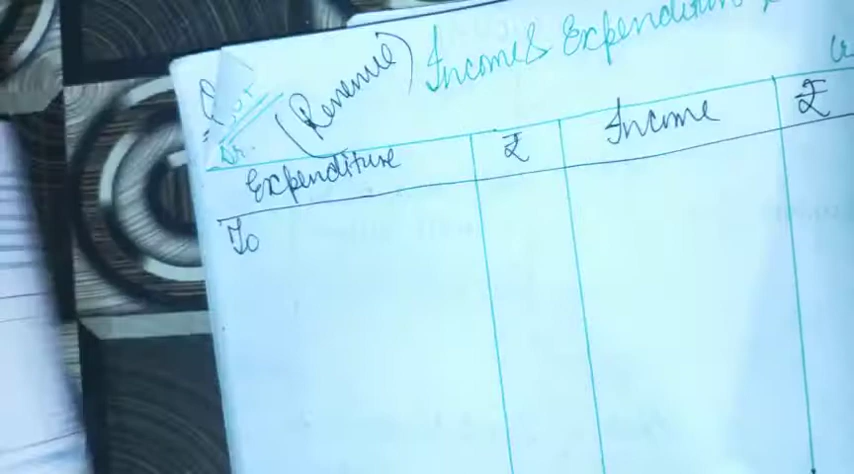 (Revenue) Income & Expenditure
Dr.
Expenditure ₹ Income ₹
To